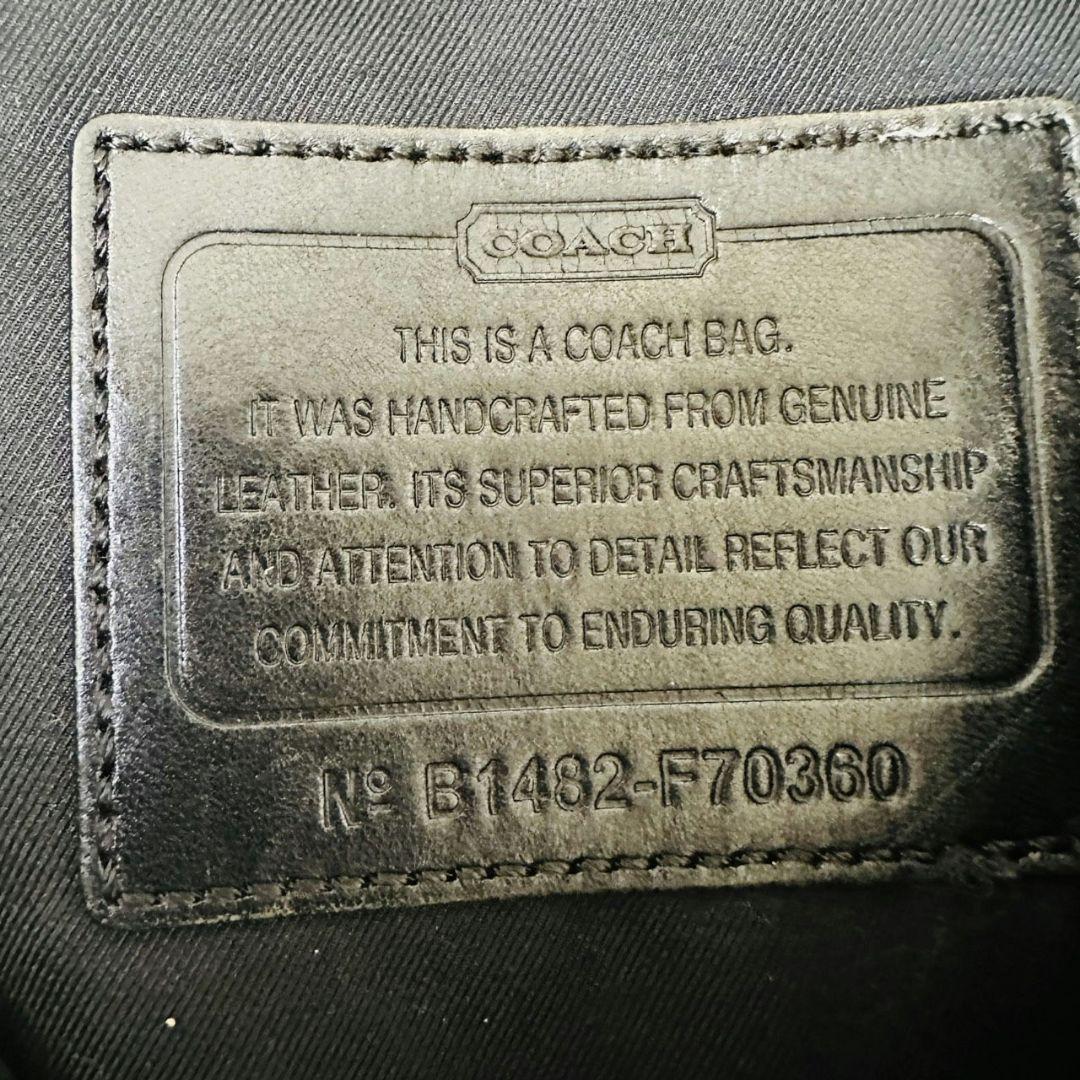 COACH
THIS IS A COACH BAG.
IT WAS HANDCRAFTED FROM GENUINE
LEATHER. ITS SUPERIOR CRAFTSMANSHIP
AND ATTENTION TO DETAIL REFLECT OUR
COMMITMENT TO ENDURING QUALITY.
Nº B1482-F70360